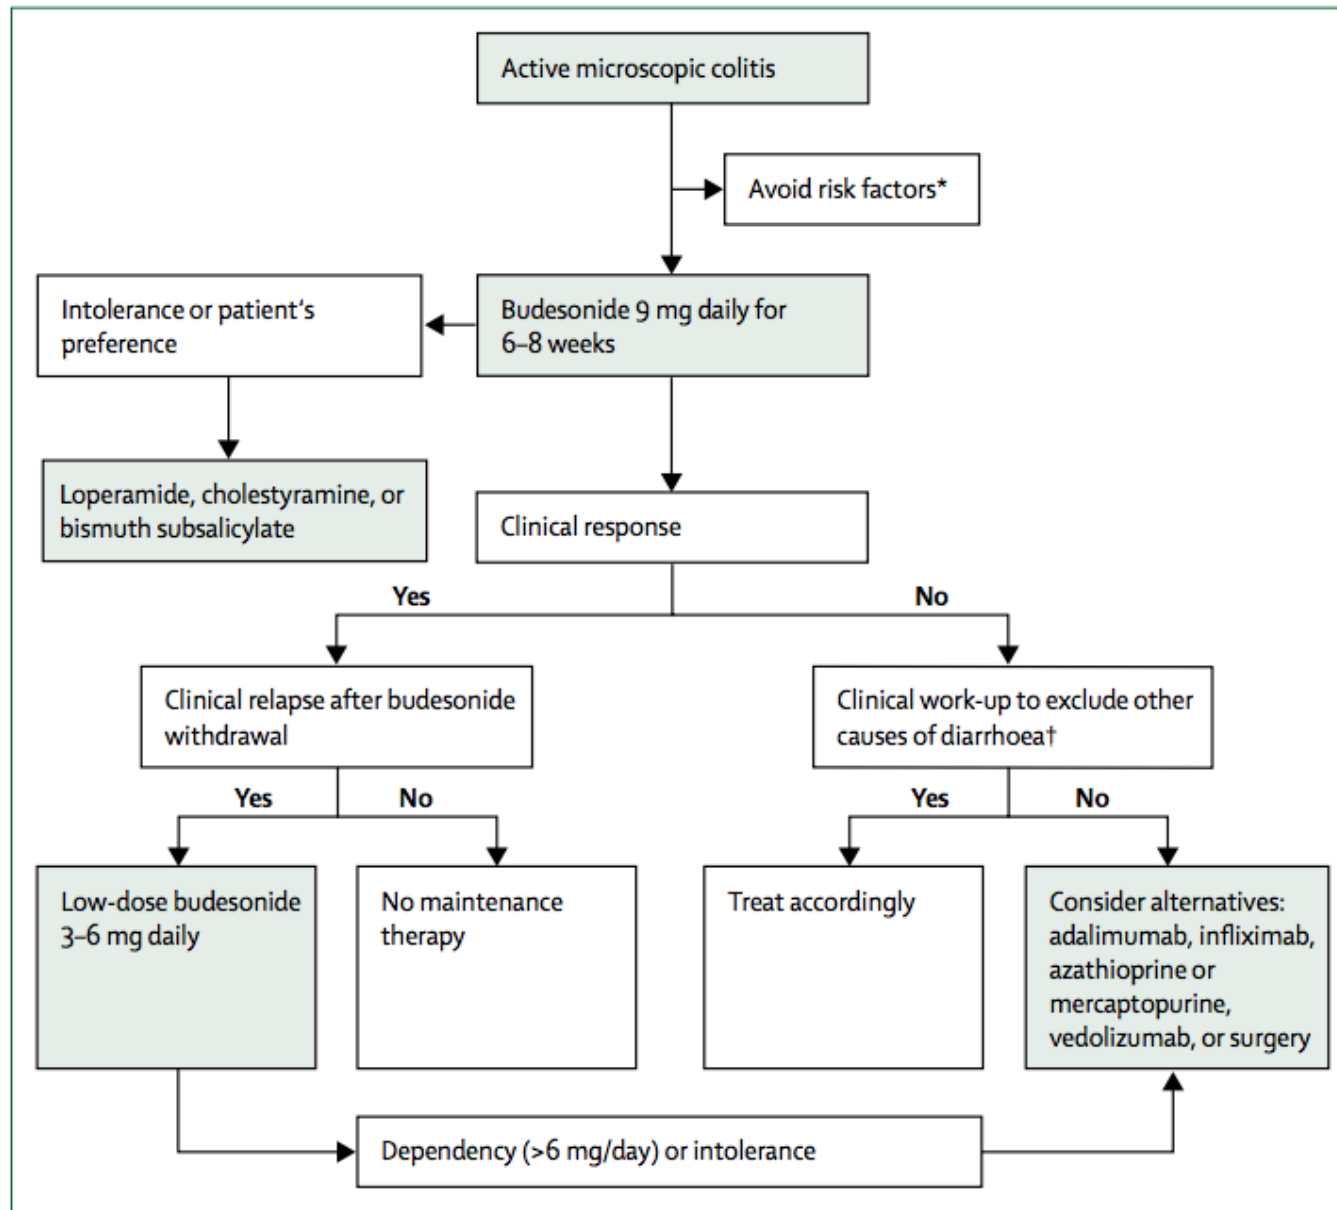 Active microscopic colitis
Avoid risk factors*
Intolerance or patient‘s
preference
Budesonide 9 mg daily for
6–8 weeks
Loperamide, cholestyramine, or
bismuth subsalicylate
Clinical response
Yes
No
Clinical relapse after budesonide
withdrawal
Clinical work-up to exclude other
causes of diarrhoea†
Yes
No
Yes
No
Low-dose budesonide
3–6 mg daily
No maintenance
therapy
Treat accordingly
Consider alternatives:
adalimumab, infliximab,
azathioprine or
mercaptopurine,
vedolizumab, or surgery
Dependency (>6 mg/day) or intolerance